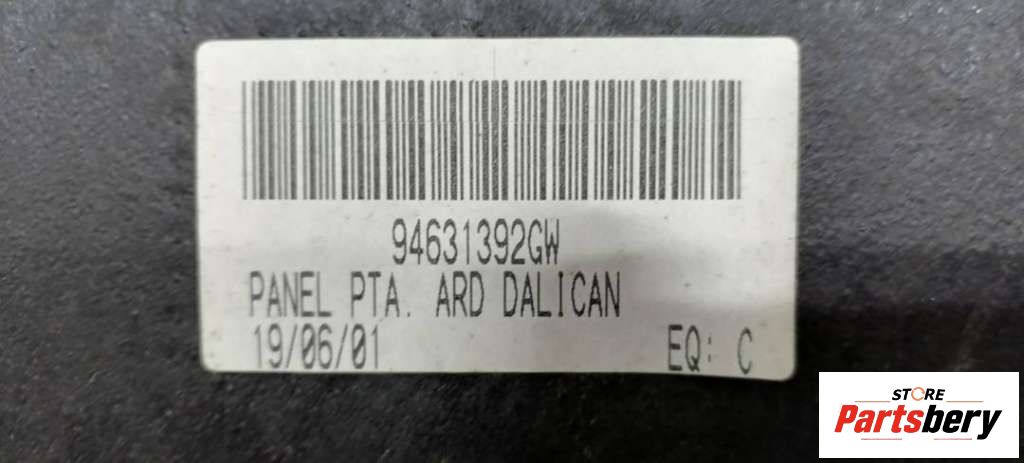 94631392GW
PANEL PTA. ARD DALICAN
19/06/01 EQ: C
STORE
Partsbery